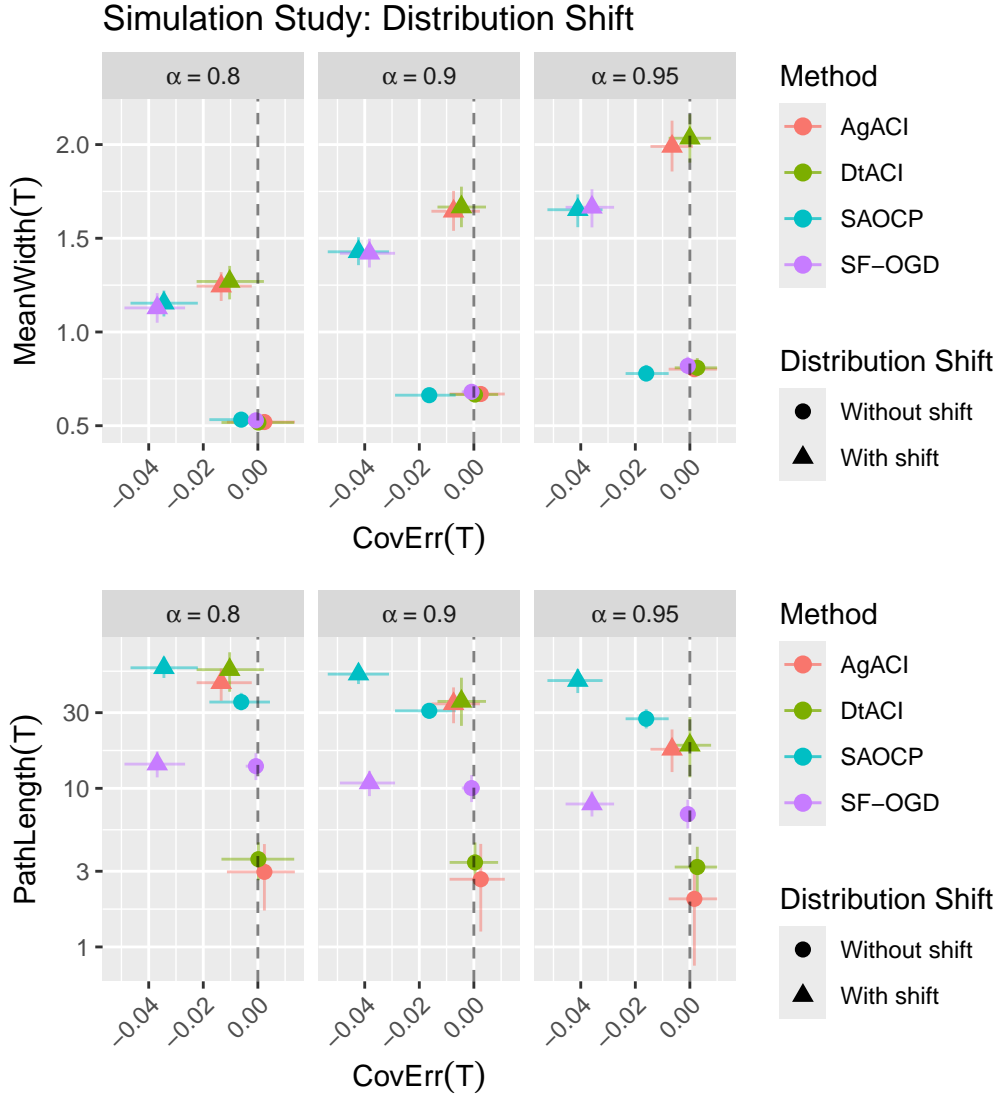 Simulation Study: Distribution Shift
α = 0.8
α = 0.9
α = 0.95
MeanWidth(T)
2.0
1.5
1.0
0.5
−0.04
−0.02
0.00
−0.04
−0.02
0.00
−0.04
−0.02
0.00
CovErr(T)
Method
AgACI
DtACI
SAOCP
SF−OGD
Distribution Shift
Without shift
With shift
α = 0.8
α = 0.9
α = 0.95
PathLength(T)
30
10
3
1
−0.04
−0.02
0.00
−0.04
−0.02
0.00
−0.04
−0.02
0.00
CovErr(T)
Method
AgACI
DtACI
SAOCP
SF−OGD
Distribution Shift
Without shift
With shift